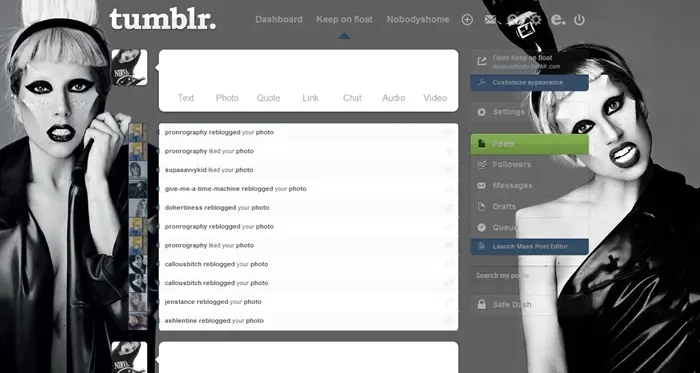 tumblr.
Dashboard Keep on float Nobodyshome
Text Photo Quote Link Chat Audio Video
pronrography reblogged your photo
pronrography liked your photo
supasavvykid liked your photo
give-me-a-time-machine reblogged your photo
dohertiness reblogged your photo
pronrography reblogged your photo
pronrography liked your photo
callousbitch reblogged your photo
callousbitch reblogged your photo
jenstance reblogged your photo
ashlentine reblogged your photo
Open Keep on float
decayedbody.tumblr.com
Customize appearance
Settings
Posts
Followers
Messages
Drafts
Queue
Launch Mass Post Editor
Search my posts
Safe Dash